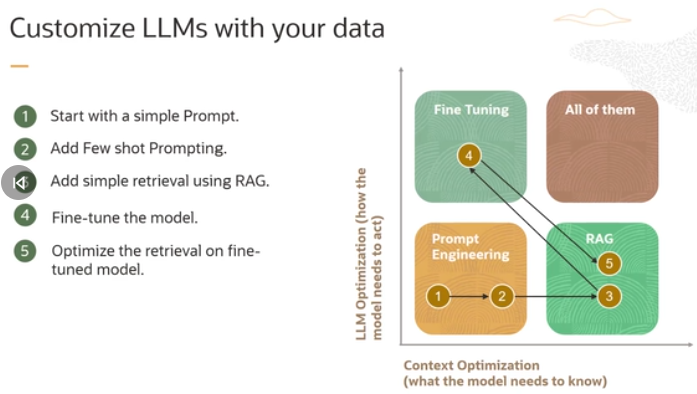 Customize LLMs with your data
1 Start with a simple Prompt.
2 Add Few shot Prompting.
Add simple retrieval using RAG.
4 Fine-tune the model.
5 Optimize the retrieval on fine-
tuned model.
LLM Optimization (how the
model needs to act)
Fine Tuning
4
All of them
Prompt
Engineering
1
2
RAG
5
3
Context Optimization
(what the model needs to know)